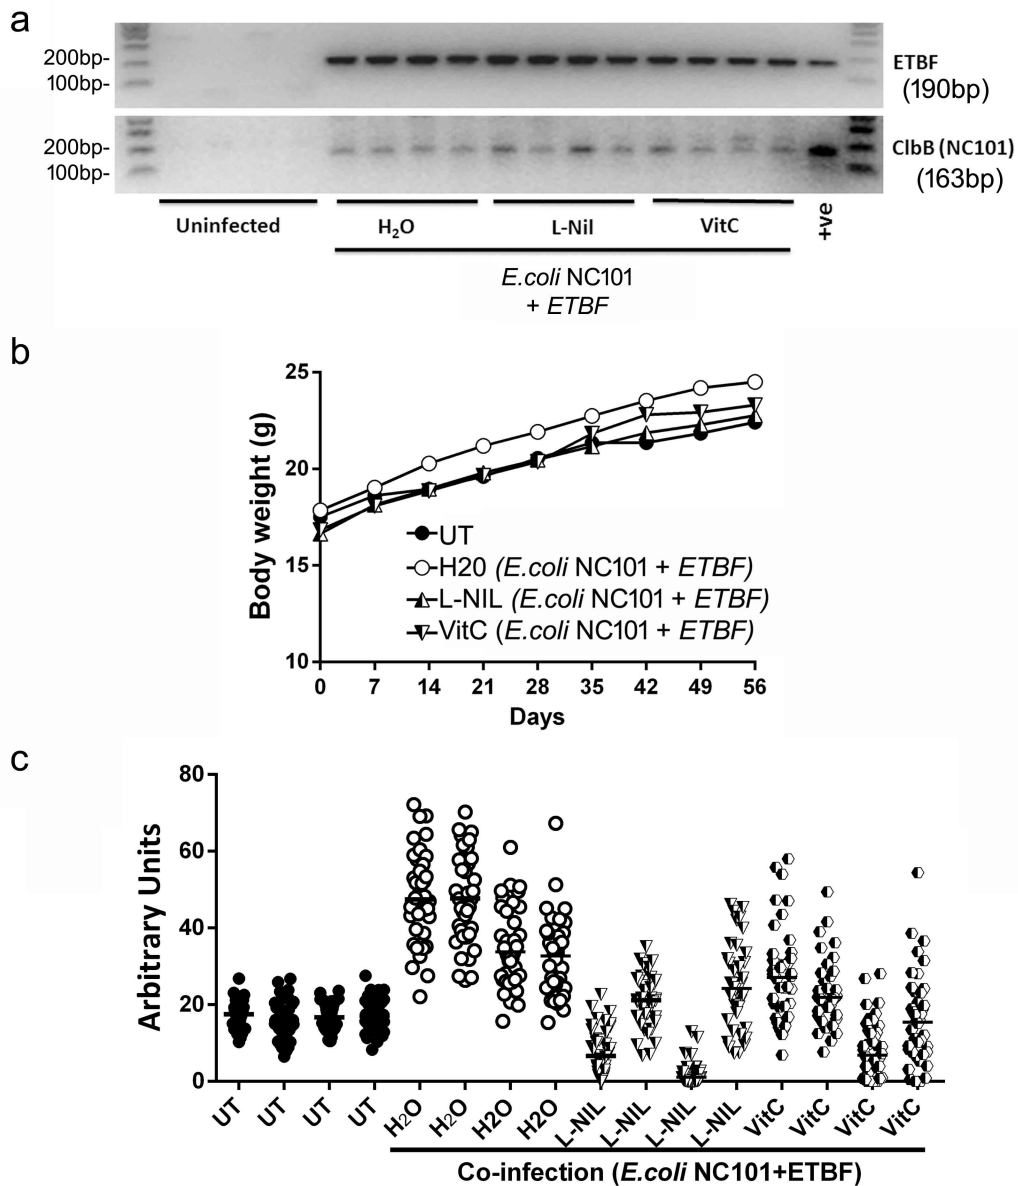 a
200bp-
100bp-
ETBF
(190bp)
200bp-
100bp-
ClbB (NC101)
(163bp)
Uninfected H₂O L-Nil VitC +ve
E.coli NC101
+ ETBF
b
Body weight (g)
25
20
15
10
UT
H20 (E.coli NC101 + ETBF)
L-NIL (E.coli NC101 + ETBF)
VitC (E.coli NC101 + ETBF)
0 7 14 21 28 35 42 49 56
Days
c
Arbitrary Units
80
60
40
20
0
UT UT UT UT H₂O H₂O H2O H2O L-NIL L-NIL L-NIL L-NIL VitC VitC VitC VitC
Co-infection (E.coli NC101+ETBF)